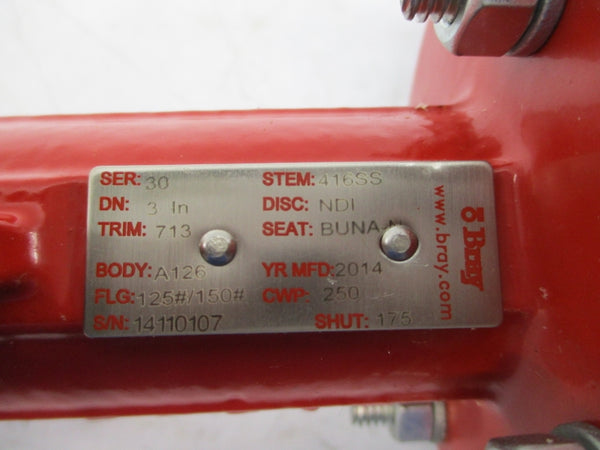 SER: 30 STEM: 416SS
DN: 3 In DISC: NDI
TRIM: 713 SEAT: BUNA-N
BODY: A126 YR MFD: 2014
FLG: 125#/150# CWP: 250
S/N: 14110107 SHUT: 175
Bray
www.bray.com